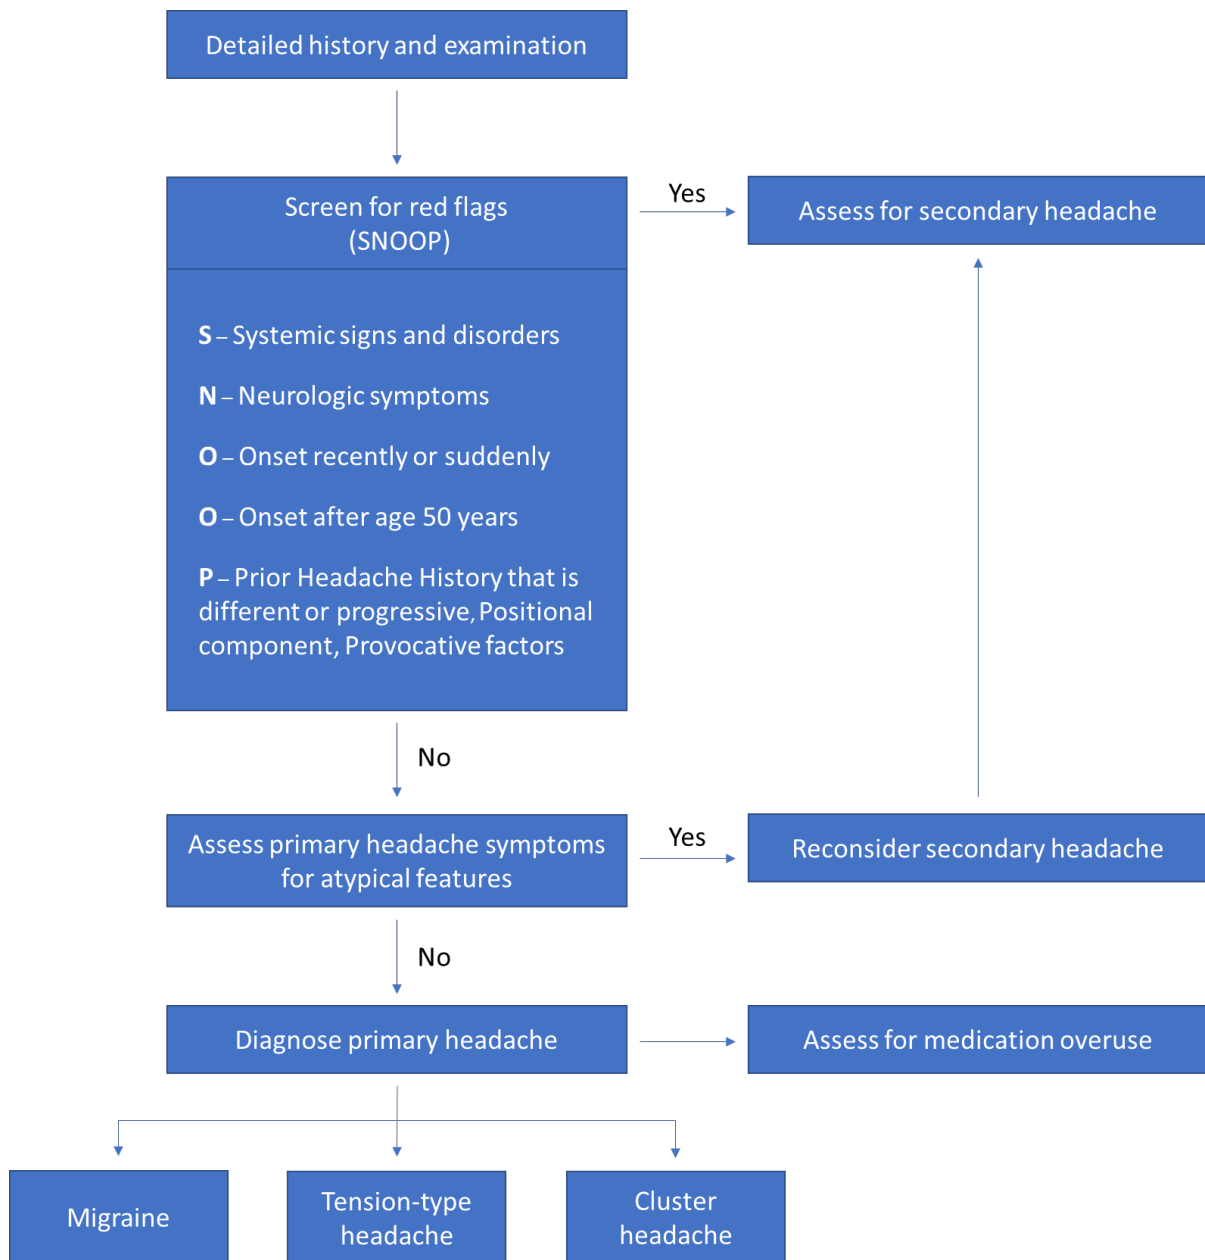 Detailed history and examination
Screen for red flags
(SNOOP)
Yes
Assess for secondary headache
S – Systemic signs and disorders
N – Neurologic symptoms
O – Onset recently or suddenly
O – Onset after age 50 years
P – Prior Headache History that is
different or progressive, Positional
component, Provocative factors
No
Assess primary headache symptoms
for atypical features
Yes
Reconsider secondary headache
No
Diagnose primary headache
Assess for medication overuse
Migraine
Tension-type
headache
Cluster
headache